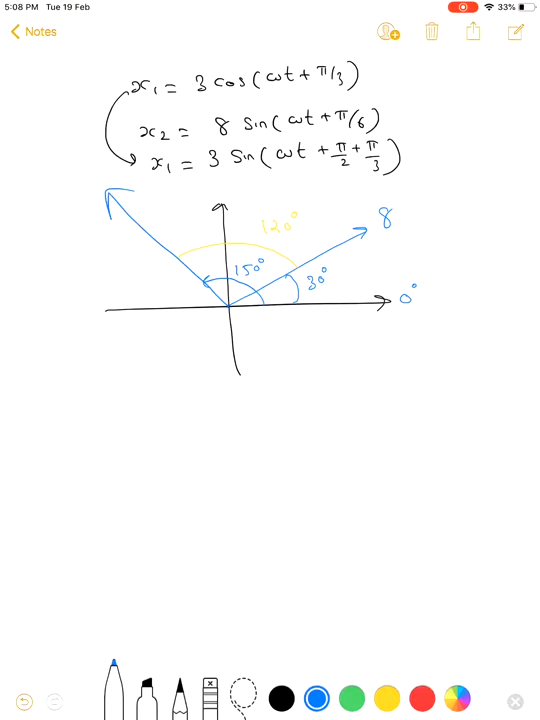 5:08 PM Tue 19 Feb 33%
Notes
x₁ = 3 cos(ωt + π/3)
x₂ = 8 sin(ωt + π/6)
x₁ = 3 sin(ωt + π/2 + π/3)
120°
8
150°
30°
0°